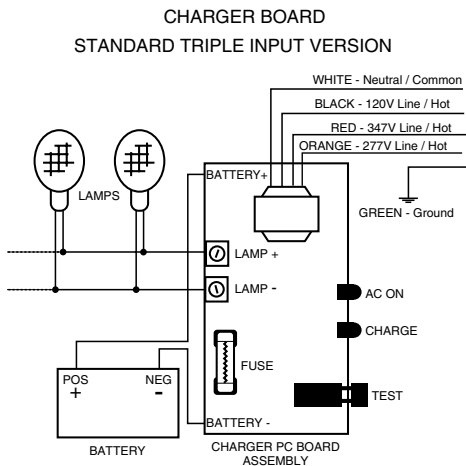 CHARGER BOARD
STANDARD TRIPLE INPUT VERSION
WHITE - Neutral / Common
BLACK - 120V Line / Hot
RED - 347V Line / Hot
ORANGE - 277V Line / Hot
BATTERY+
LAMPS
GREEN - Ground
LAMP +
LAMP -
AC ON
CHARGE
FUSE
POS
NEG
+
-
TEST
BATTERY -
BATTERY
CHARGER PC BOARD
ASSEMBLY